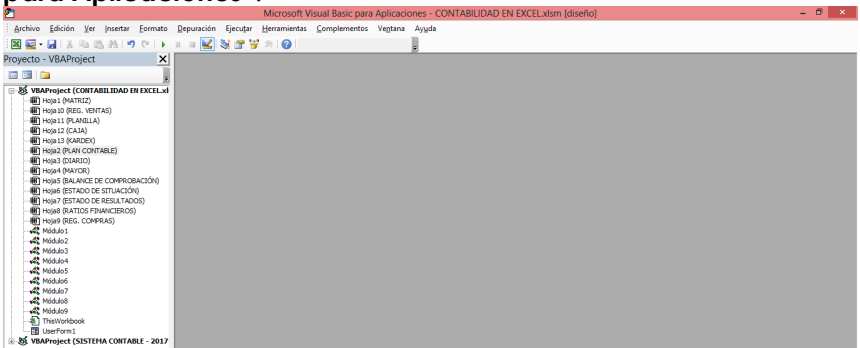 para Aplicaciones".
Microsoft Visual Basic para Aplicaciones - CONTABILIDAD EN EXCEL.xlsm [diseño]
Archivo Edición Ver Insertar Formato Depuración Ejecutar Herramientas Complementos Ventana Ayuda
Proyecto - VBAProject
VBAProject (CONTABILIDAD EN EXCEL.xl
Hoja1 (MATRIZ)
Hoja10 (REG. VENTAS)
Hoja11 (PLANILLA)
Hoja12 (CAJA)
Hoja13 (KARDEX)
Hoja2 (PLAN CONTABLE)
Hoja3 (DIARIO)
Hoja4 (MAYOR)
Hoja5 (BALANCE DE COMPROBACIÓN)
Hoja6 (ESTADO DE SITUACIÓN)
Hoja7 (ESTADO DE RESULTADOS)
Hoja8 (RATIOS FINANCIEROS)
Hoja9 (REG. COMPRAS)
Módulo1
Módulo2
Módulo3
Módulo4
Módulo5
Módulo6
Módulo7
Módulo8
Módulo9
ThisWorkbook
UserForm1
VBAProject (SISTEMA CONTABLE - 2017